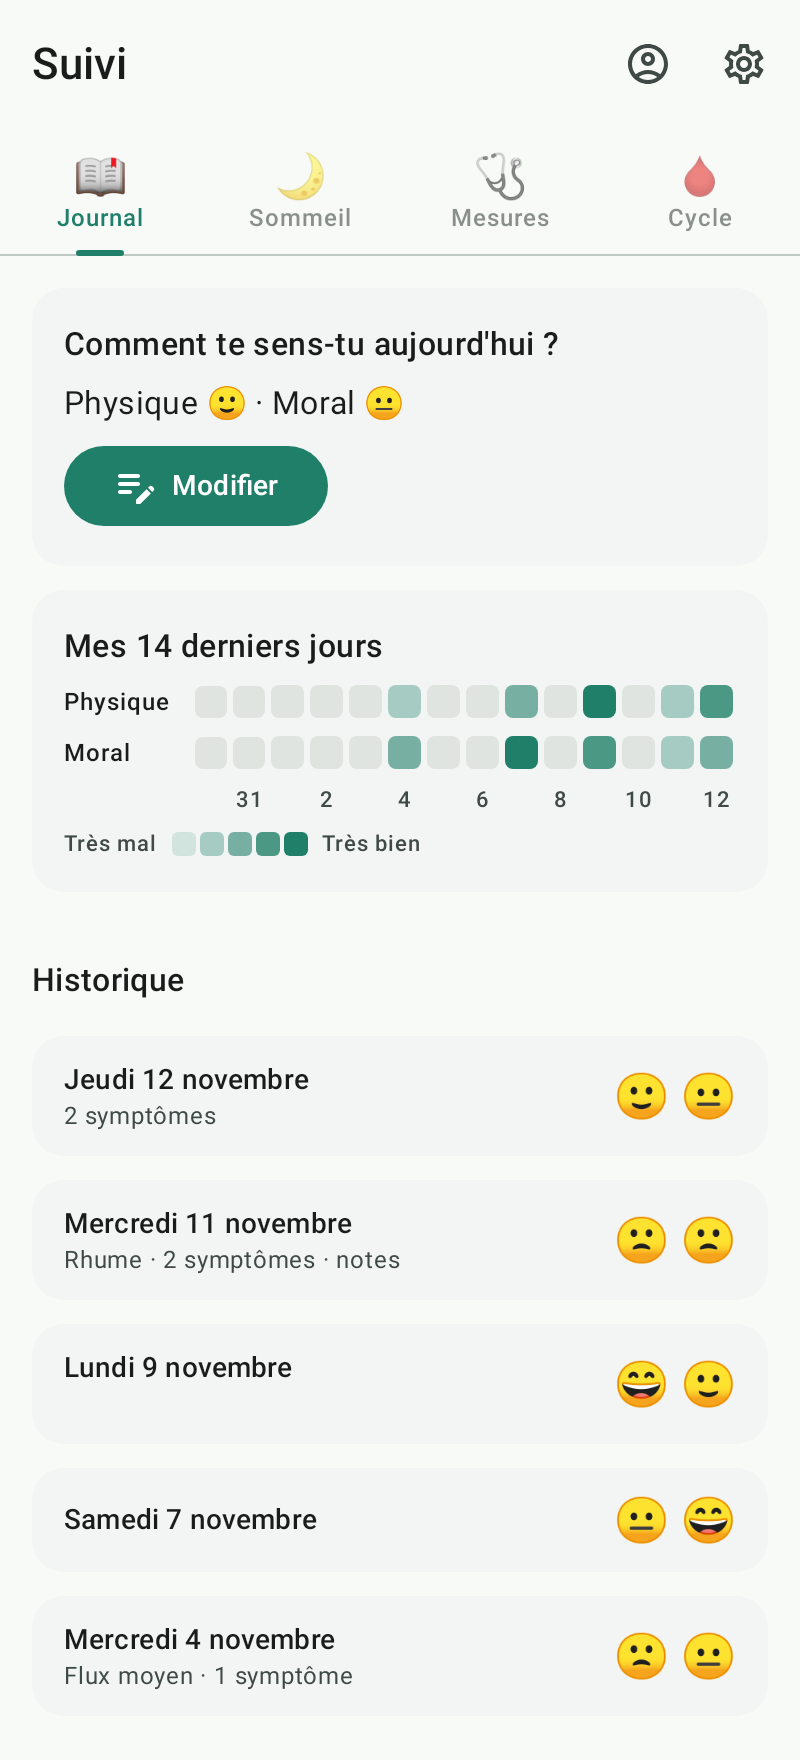 Suivi
Journal
Sommeil
Mesures
Cycle
Comment te sens-tu aujourd'hui ?
Physique 🙂 · Moral 😐
Modifier
Mes 14 derniers jours
Physique
Moral
31 2 4 6 8 10 12
Très mal
Très bien
Historique
Jeudi 12 novembre
2 symptômes
Mercredi 11 novembre
Rhume · 2 symptômes · notes
Lundi 9 novembre
Samedi 7 novembre
Mercredi 4 novembre
Flux moyen · 1 symptôme